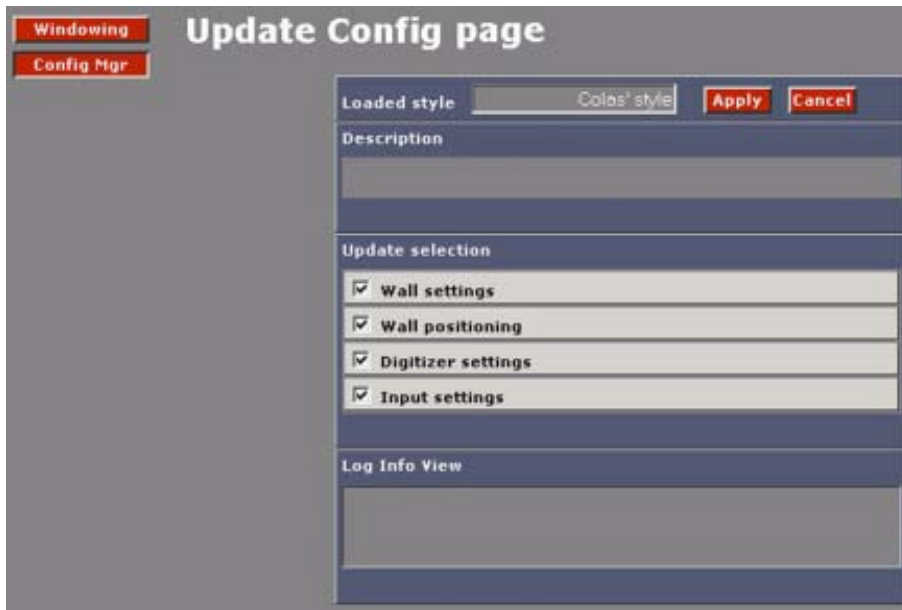 Windowing
Update Config page
Config Mgr
Loaded style Colas' style Apply Cancel
Description
Update selection
Wall settings
Wall positioning
Digitizer settings
Input settings
Log Info View